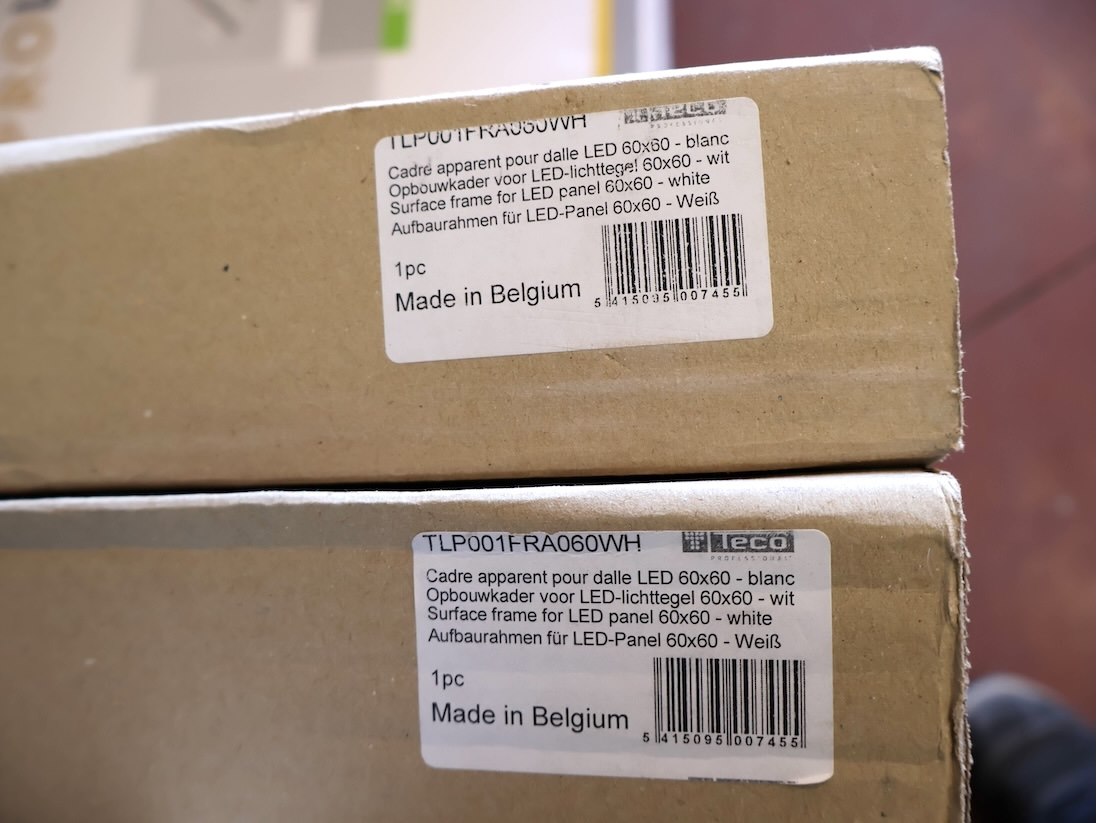 TLP001FRA060WH TECO
Cadre apparent pour dalle LED 60x60 - blanc
Opbouwkader voor LED-lichttegel 60x60 - wit
Surface frame for LED panel 60x60 - white
Aufbaurahmen für LED-Panel 60x60 - Weiß
1pc
Made in Belgium
5 415095 007455
TLP001FRA060WH Teco
PROFESSIONAL
Cadre apparent pour dalle LED 60x60 - blanc
Opbouwkader voor LED-lichttegel 60x60 - wit
Surface frame for LED panel 60x60 - white
Aufbaurahmen für LED-Panel 60x60 - Weiß
1pc
Made in Belgium
5 415095 007455